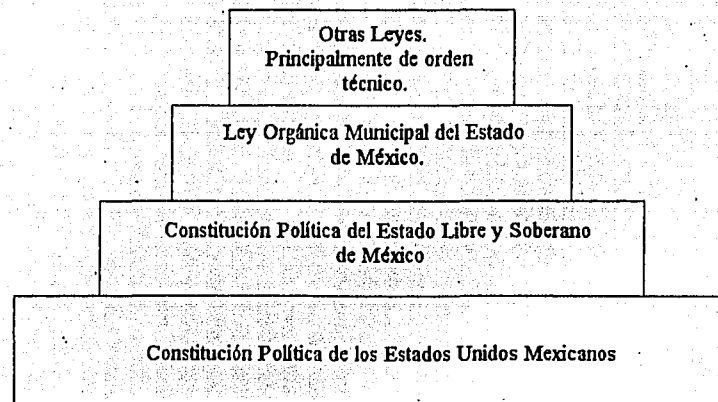 Otras Leyes.
Principalmente de orden
técnico.
Ley Orgánica Municipal del Estado
de México.
Constitución Política del Estado Libre y Soberano
de México
Constitución Política de los Estados Unidos Mexicanos